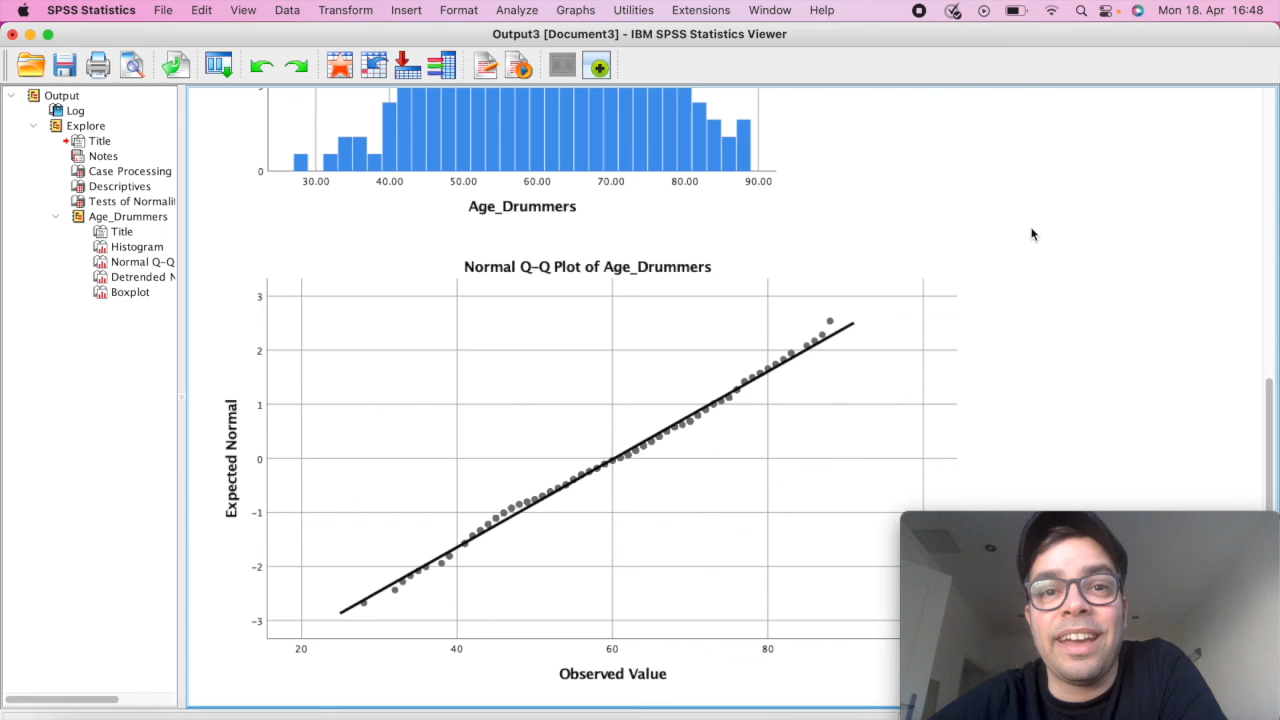 SPSS Statistics File Edit View Data Transform Insert Format Analyze Graphs Utilities Extensions Window Help Mon 18. Apr 16:48
Output3 [Document3] - IBM SPSS Statistics Viewer
Output
Log
Explore
Title
Notes
Case Processing
Descriptives
Tests of Normali
Age_Drummers
Title
Histogram
Normal Q-Q
Detrended N
Boxplot
0
30.00 40.00 50.00 60.00 70.00 80.00 90.00
Age_Drummers
Normal Q-Q Plot of Age_Drummers
3
2
1
0
-1
-2
-3
Expected Normal
20 40 60 80
Observed Value